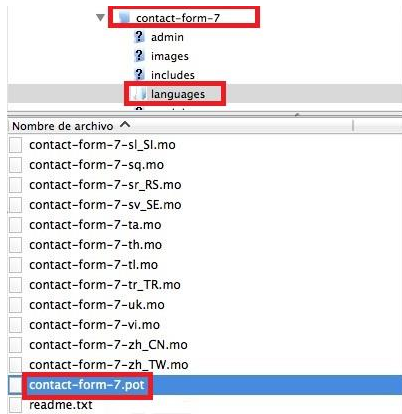 contact-form-7
admin
images
includes
languages
Nombre de archivo
contact-form-7-sl_SI.mo
contact-form-7-sq.mo
contact-form-7-sr_RS.mo
contact-form-7-sv_SE.mo
contact-form-7-ta.mo
contact-form-7-th.mo
contact-form-7-tl.mo
contact-form-7-tr_TR.mo
contact-form-7-uk.mo
contact-form-7-vi.mo
contact-form-7-zh_CN.mo
contact-form-7-zh_TW.mo
contact-form-7.pot
readme.txt